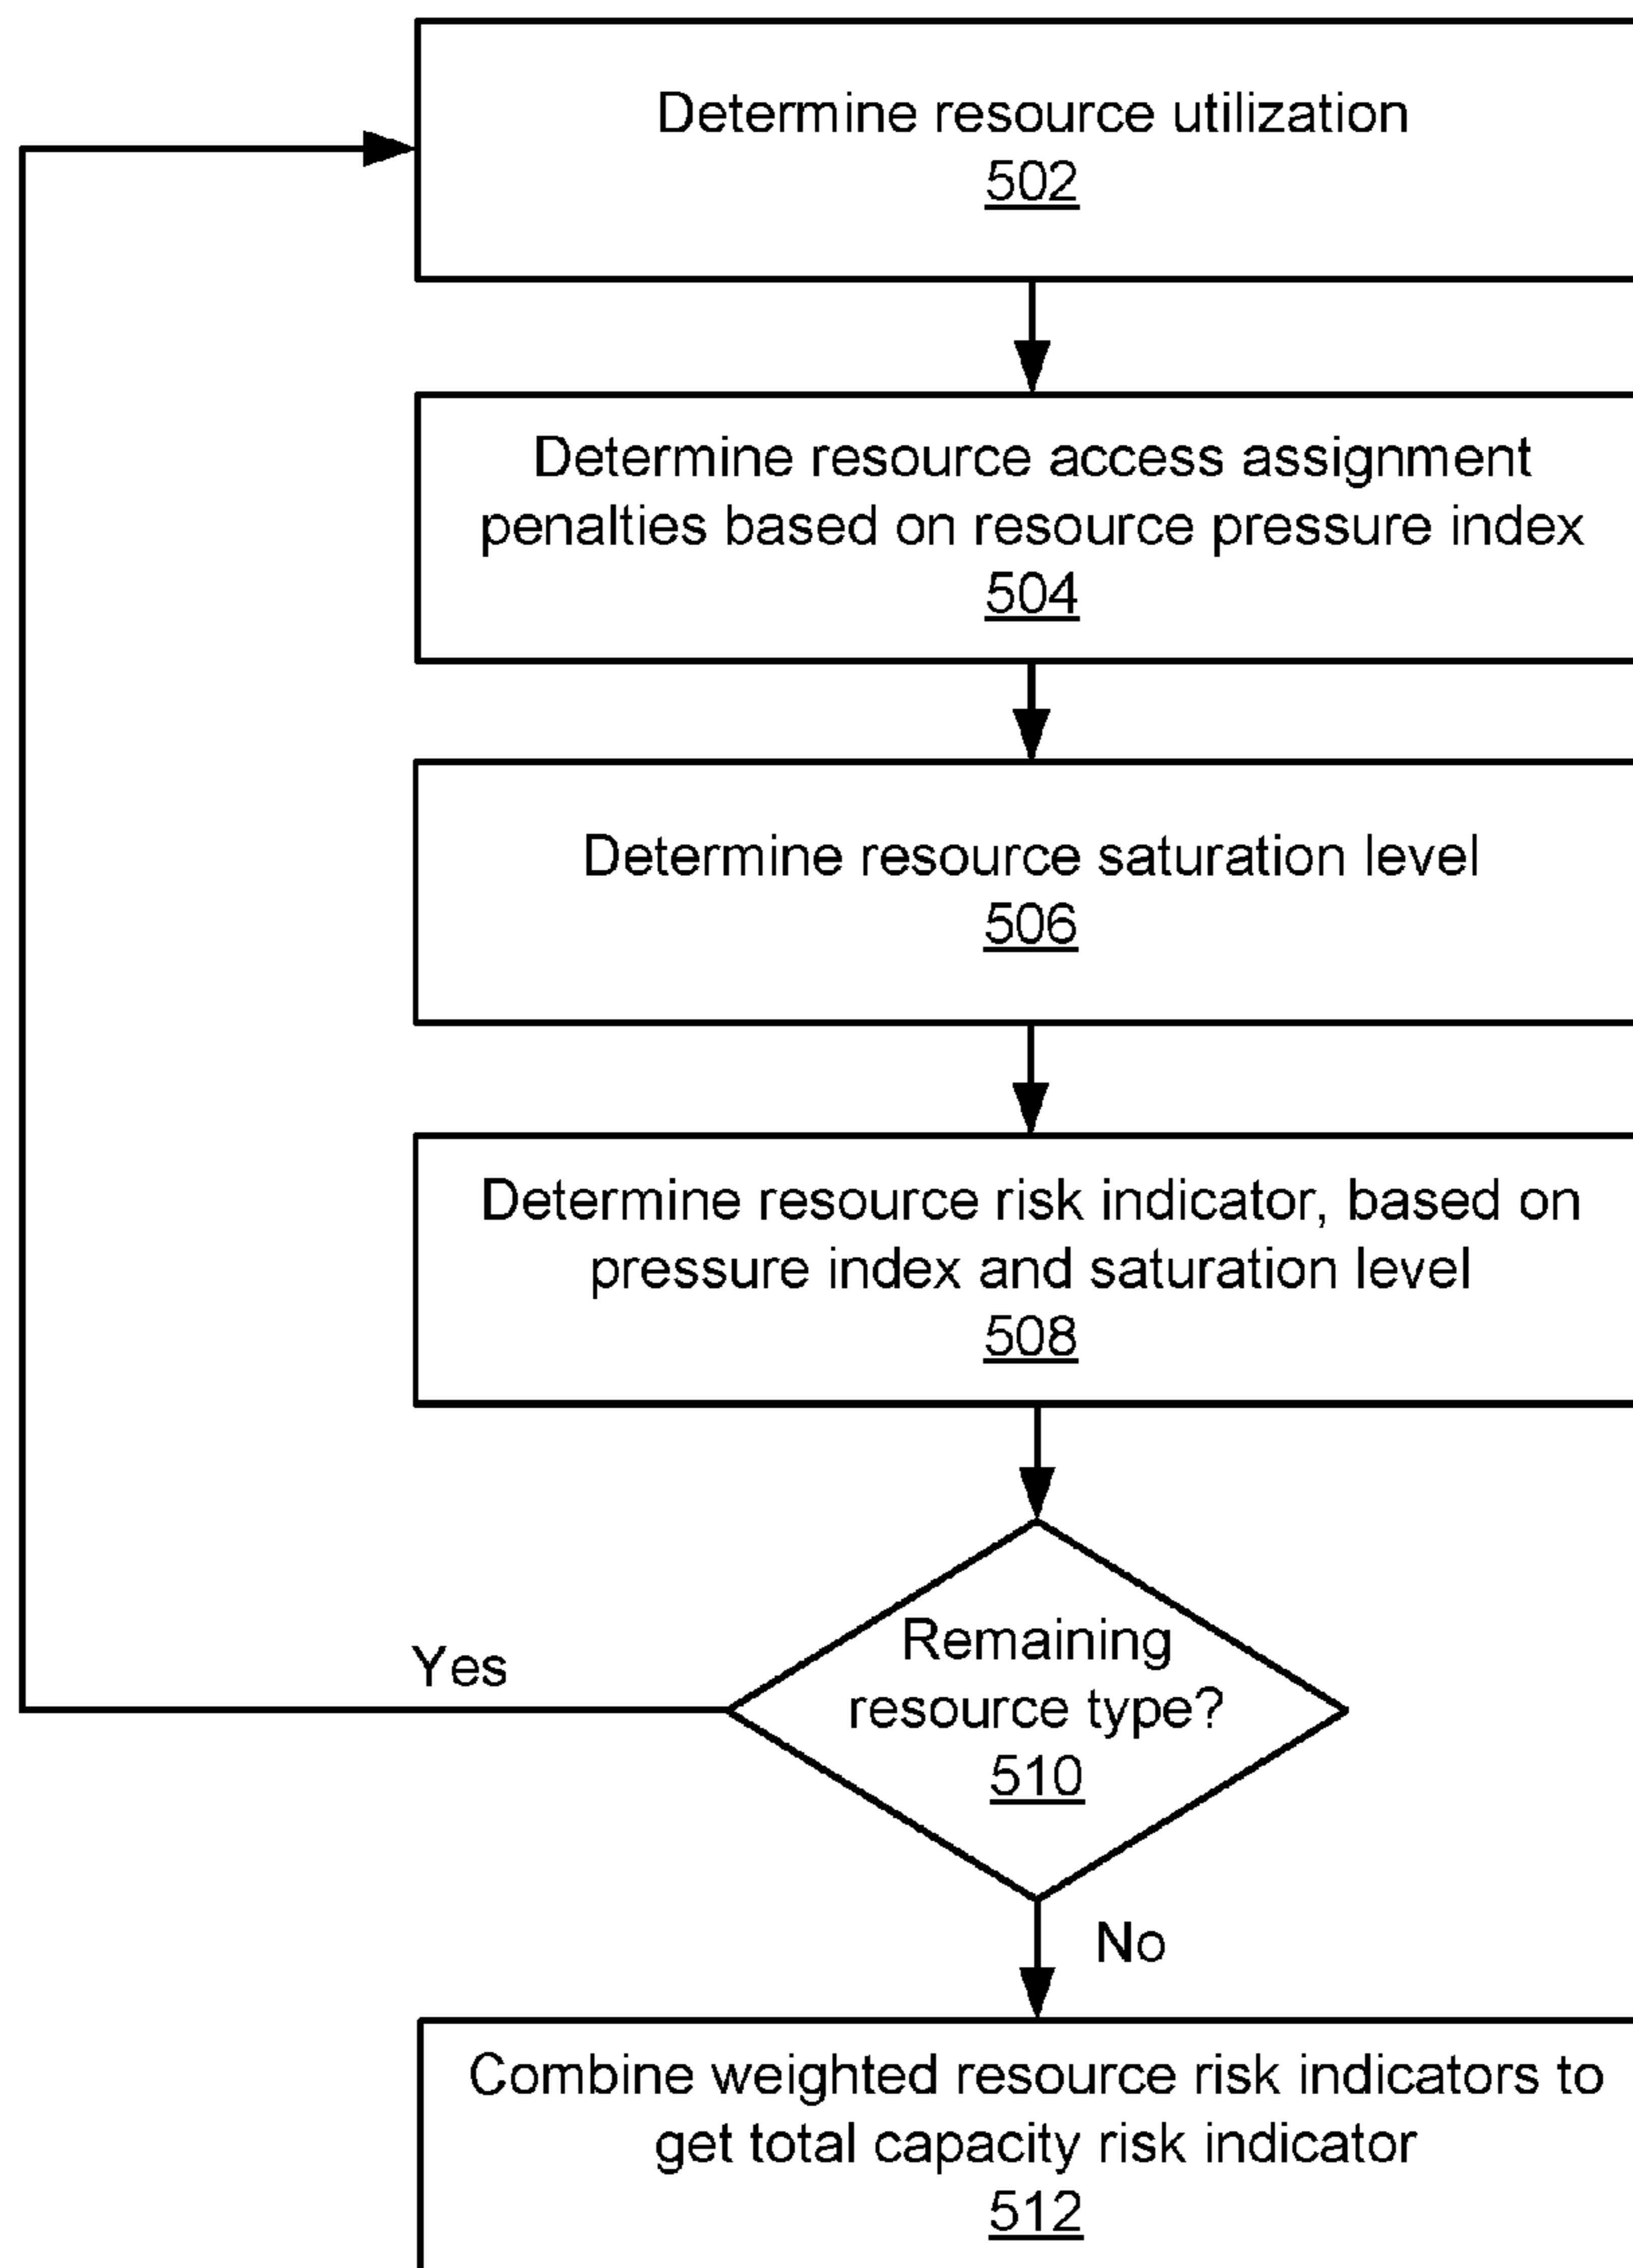 Determine resource utilization
502
Determine resource access assignment
penalties based on resource pressure index
504
Determine resource saturation level
506
Determine resource risk indicator, based on
pressure index and saturation level
508
Remaining
resource type?
510
Yes
No
Combine weighted resource risk indicators to
get total capacity risk indicator
512